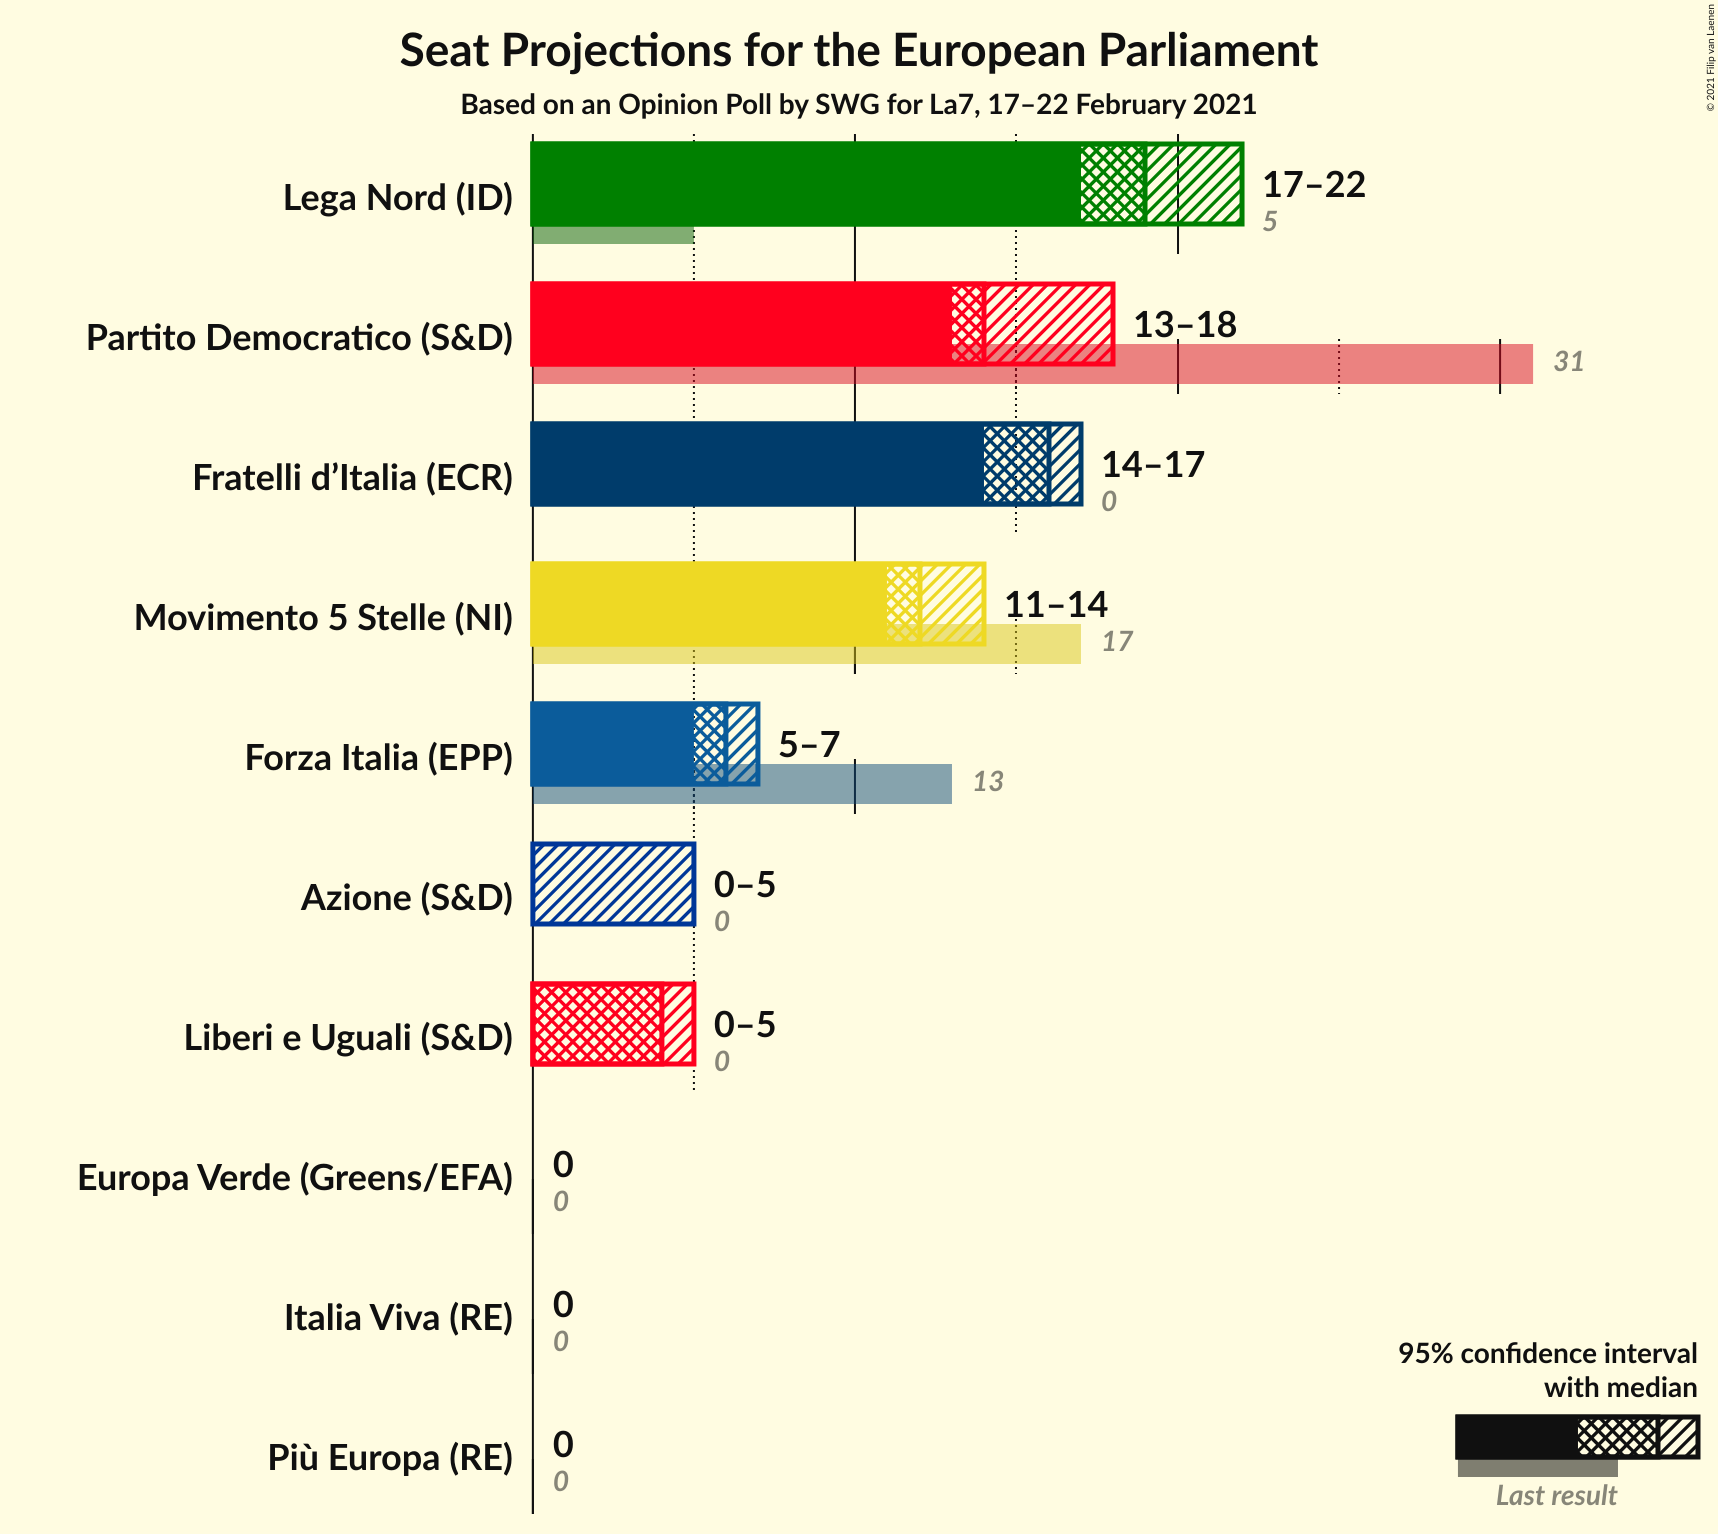 Seat Projections for the European Parliament
Based on an Opinion Poll by SWG for La7, 17–22 February 2021
© 2021 Filip van Laenen
Lega Nord (ID)
17–22
5
Partito Democratico (S&D)
13–18
31
Fratelli d’Italia (ECR)
14–17
0
Movimento 5 Stelle (NI)
11–14
17
Forza Italia (EPP)
5–7
13
Azione (S&D)
0–5
0
Liberi e Uguali (S&D)
0–5
0
Europa Verde (Greens/EFA)
0
0
Italia Viva (RE)
0
0
Più Europa (RE)
0
0
95% confidence interval
with median
Last result